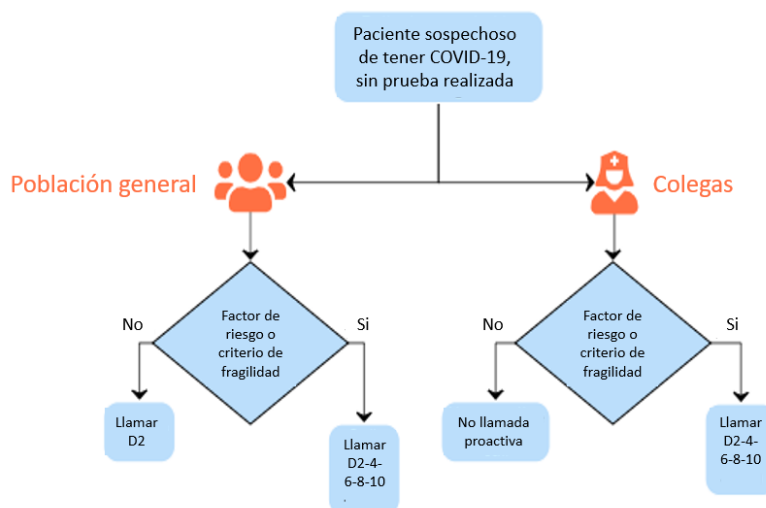 Paciente sospechoso
de tener COVID-19,
sin prueba realizada
Población general
Colegas
Factor de
riesgo o
criterio de
fragilidad
No
Si
Llamar
D2
Llamar
D2-4-
6-8-10
Factor de
riesgo o
criterio de
fragilidad
No
Si
No llamada
proactiva
Llamar
D2-4-
6-8-10